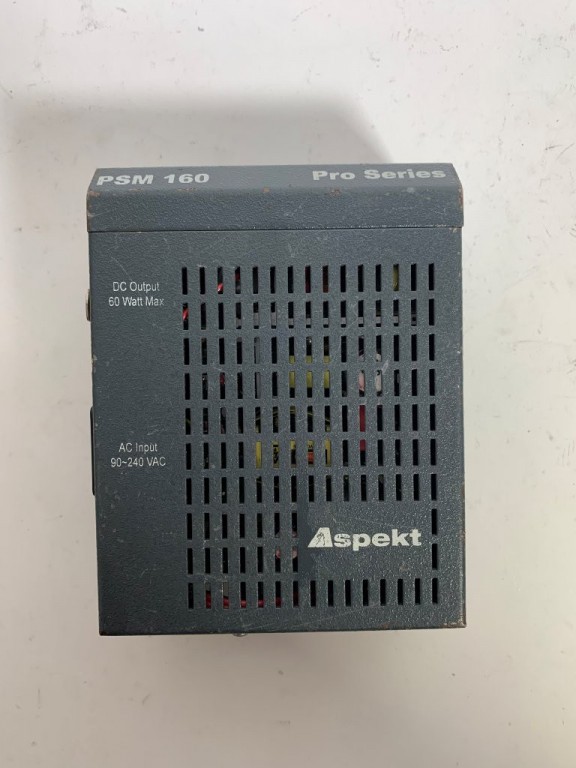 PSM 160 Pro Series
DC Output
60 Watt Max
AC Input
90~240 VAC
Aspekt